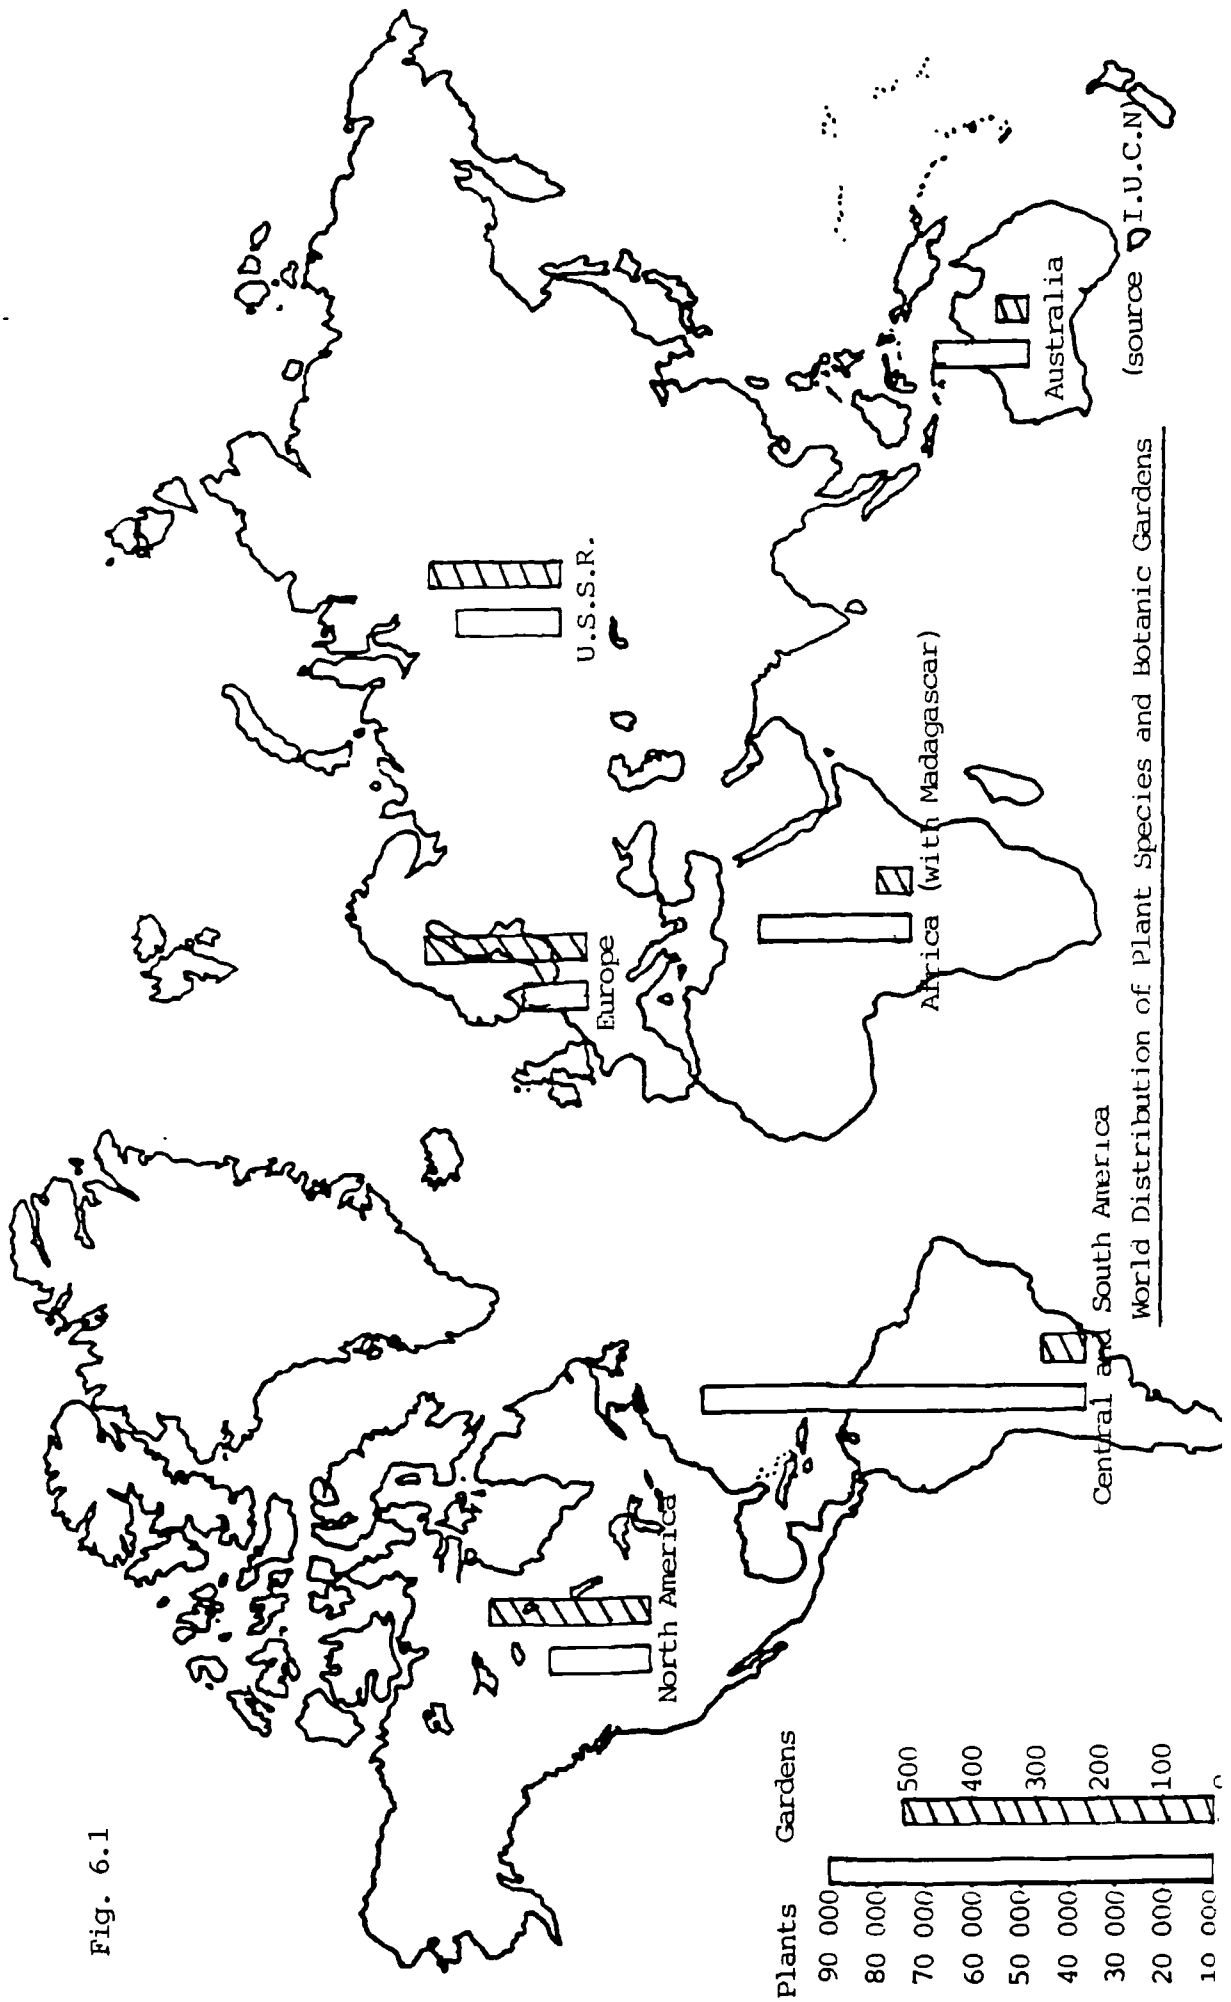 Fig. 6.1
North America
Europe
U.S.S.R.
Africa (with Madagascar)
Central and South America
Australia
Plants Gardens
90 000
80 000
70 000
60 000
50 000
40 000
30 000
20 000
10 000
500
400
300
200
100
0
World Distribution of Plant Species and Botanic Gardens
(source I.U.C.N)